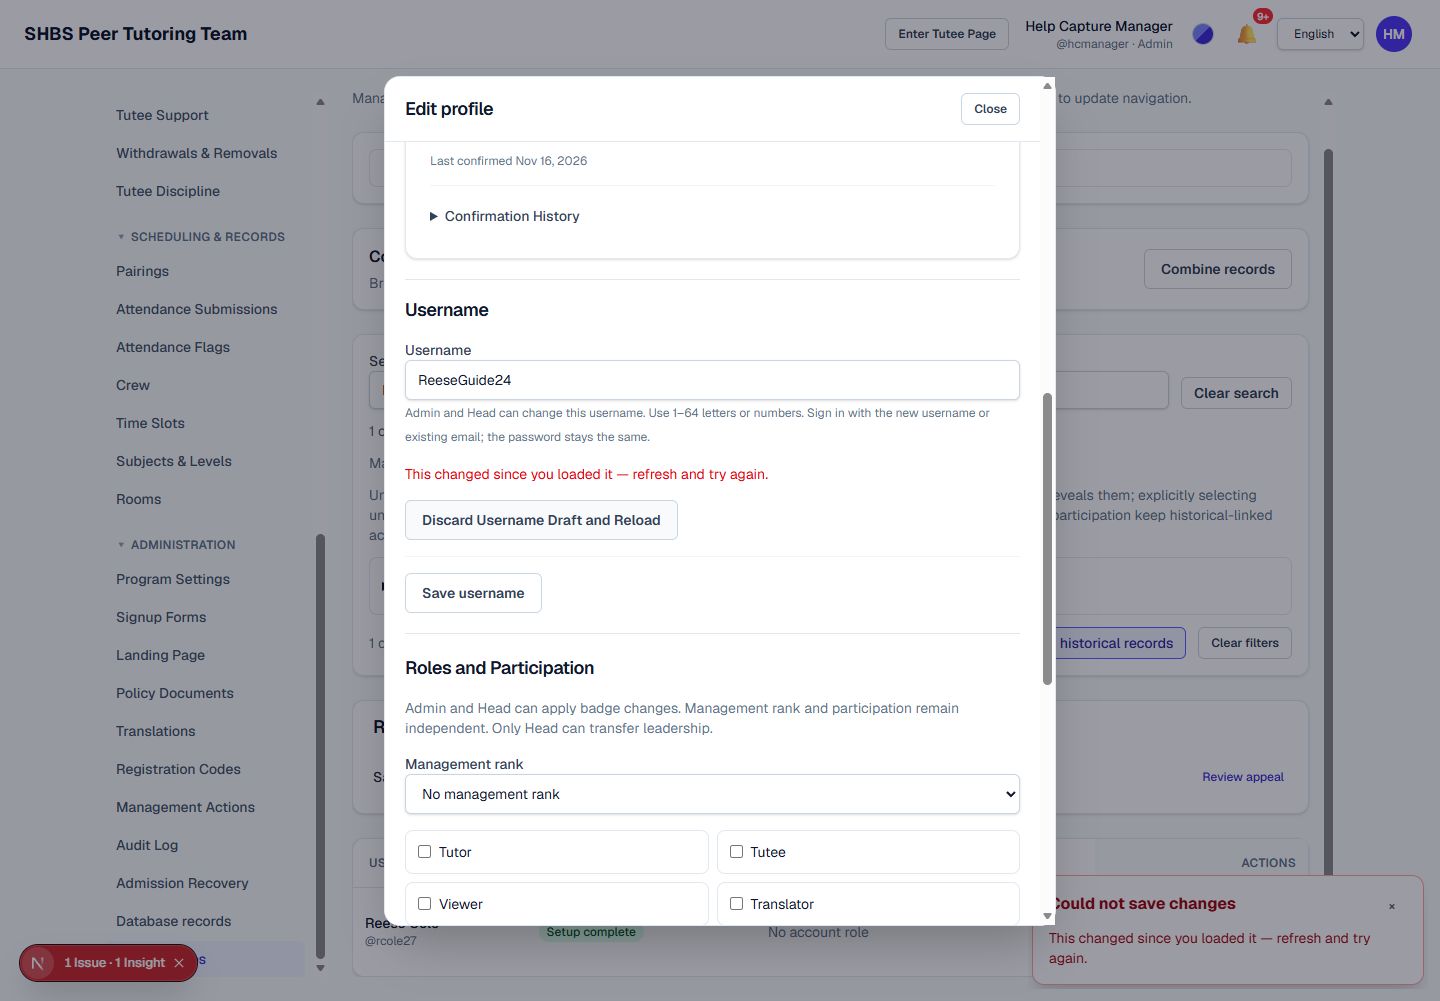 SHBS Peer Tutoring Team
Enter Tutee Page
Help Capture Manager
@hcmanager · Admin
9+
English
HM
Tutee Support
Withdrawals & Removals
Tutee Discipline
SCHEDULING & RECORDS
Pairings
Attendance Submissions
Attendance Flags
Crew
Time Slots
Subjects & Levels
Rooms
ADMINISTRATION
Program Settings
Signup Forms
Landing Page
Policy Documents
Translations
Registration Codes
Management Actions
Audit Log
Admission Recovery
Database records
N 1 Issue · 1 Insight
to update navigation.
Combine records
Clear search
eveals them; explicitly selecting
articipation keep historical-linked
historical records
Clear filters
Review appeal
ACTIONS
@rcole27
Setup complete
No account role
Edit profile
Close
Last confirmed Nov 16, 2026
Confirmation History
Username
Username
ReeseGuide24
Admin and Head can change this username. Use 1–64 letters or numbers. Sign in with the new username or
existing email; the password stays the same.
This changed since you loaded it — refresh and try again.
Discard Username Draft and Reload
Save username
Roles and Participation
Admin and Head can apply badge changes. Management rank and participation remain
independent. Only Head can transfer leadership.
Management rank
No management rank
Tutor
Tutee
Viewer
Translator
Could not save changes
This changed since you loaded it — refresh and try
again.